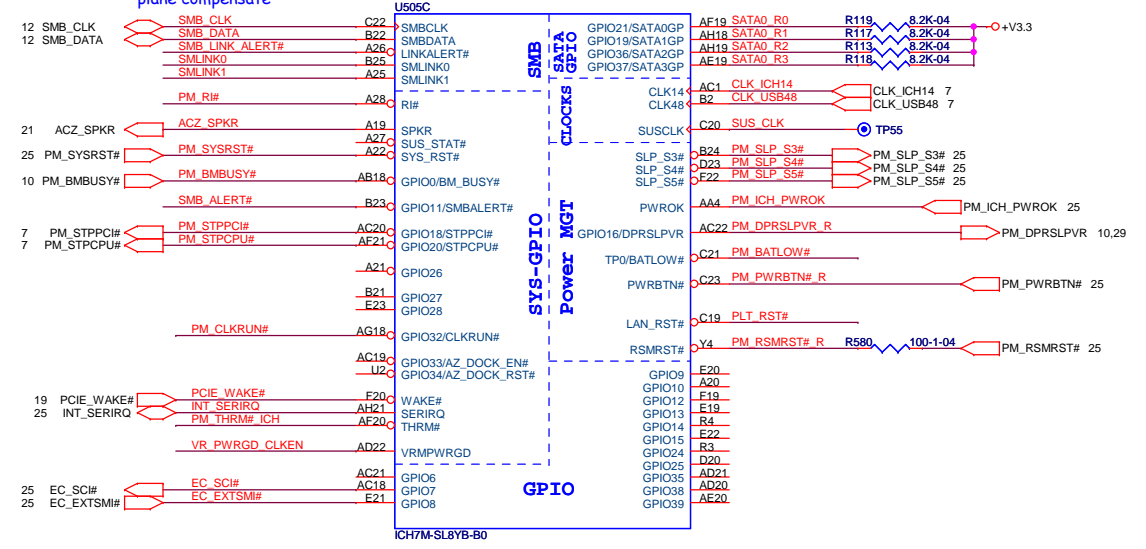 plane compensate
U505C
12 SMB_CLK SMB_CLK C22 SMBCLK
12 SMB_DATA SMB_DATA B22 SMBDATA
SMB_LINK_ALERT# A26 LINKALERT#
SMLINK0 B25 SMLINK0
SMLINK1 A25 SMLINK1
PM_RI# A28 RI#
21 ACZ_SPKR ACZ_SPKR A19 SPKR
A27 SUS_STAT#
25 PM_SYSRST# PM_SYSRST# A22 SYS_RST#
10 PM_BMBUSY# PM_BMBUSY# AB18 GPIO0/BM_BUSY#
SMB_ALERT# B23 GPIO11/SMBALERT#
7 PM_STPPCI# PM_STPPCI# AC20 GPIO18/STPPCI#
7 PM_STPCPU# PM_STPCPU# AF21 GPIO20/STPCPU#
A21 GPIO26
B21 GPIO27
E23 GPIO28
PM_CLKRUN# AG18 GPIO32/CLKRUN#
AC19 GPIO33/AZ_DOCK_EN#
U2 GPIO34/AZ_DOCK_RST#
19 PCIE_WAKE# PCIE_WAKE# F20 WAKE#
25 INT_SERIRQ INT_SERIRQ AH21 SERIRQ
PM_THRM#_ICH AF20 THRM#
VR_PWRGD_CLKEN AD22 VRMPWRGD
AC21 GPIO6
25 EC_SCI# EC_SCI# AC18 GPIO7
25 EC_EXTSMI# EC_EXTSMI# E21 GPIO8
SMB
SATA
GPIO
CLOCKS
SYS-GPIO
Power MGT
GPIO
GPIO21/SATA0GP AF19 SATA0_R0 R119 8.2K-04 +V3.3
GPIO19/SATA1GP AH18 SATA0_R1 R117 8.2K-04
GPIO36/SATA2GP AH19 SATA0_R2 R113 8.2K-04
GPIO37/SATA3GP AE19 SATA0_R3 R118 8.2K-04
CLK14 AC1 CLK_ICH14 CLK_ICH14 7
CLK48 B2 CLK_USB48 CLK_USB48 7
SUSCLK C20 SUS_CLK TP55
SLP_S3# B24 PM_SLP_S3# PM_SLP_S3# 25
SLP_S4# D23 PM_SLP_S4# PM_SLP_S4# 25
SLP_S5# F22 PM_SLP_S5# PM_SLP_S5# 25
PWROK AA4 PM_ICH_PWROK PM_ICH_PWROK 25
GPIO16/DPRSLPVR AC22 PM_DPRSLPVR_R PM_DPRSLPVR 10,29
TP0/BATLOW# C21 PM_BATLOW#
PWRBTN# C23 PM_PWRBTN#_R PM_PWRBTN# 25
LAN_RST# C19 PLT_RST#
RSMRST# Y4 PM_RSMRST#_R R580 100-1-04 PM_RSMRST# 25
GPIO9 E20
GPIO10 A20
GPIO12 F19
GPIO13 E19
GPIO14 R4
GPIO15 E22
GPIO24 R3
GPIO25 D20
GPIO35 AD21
GPIO38 AD20
GPIO39 AE20
ICH7M-SL8YB-B0